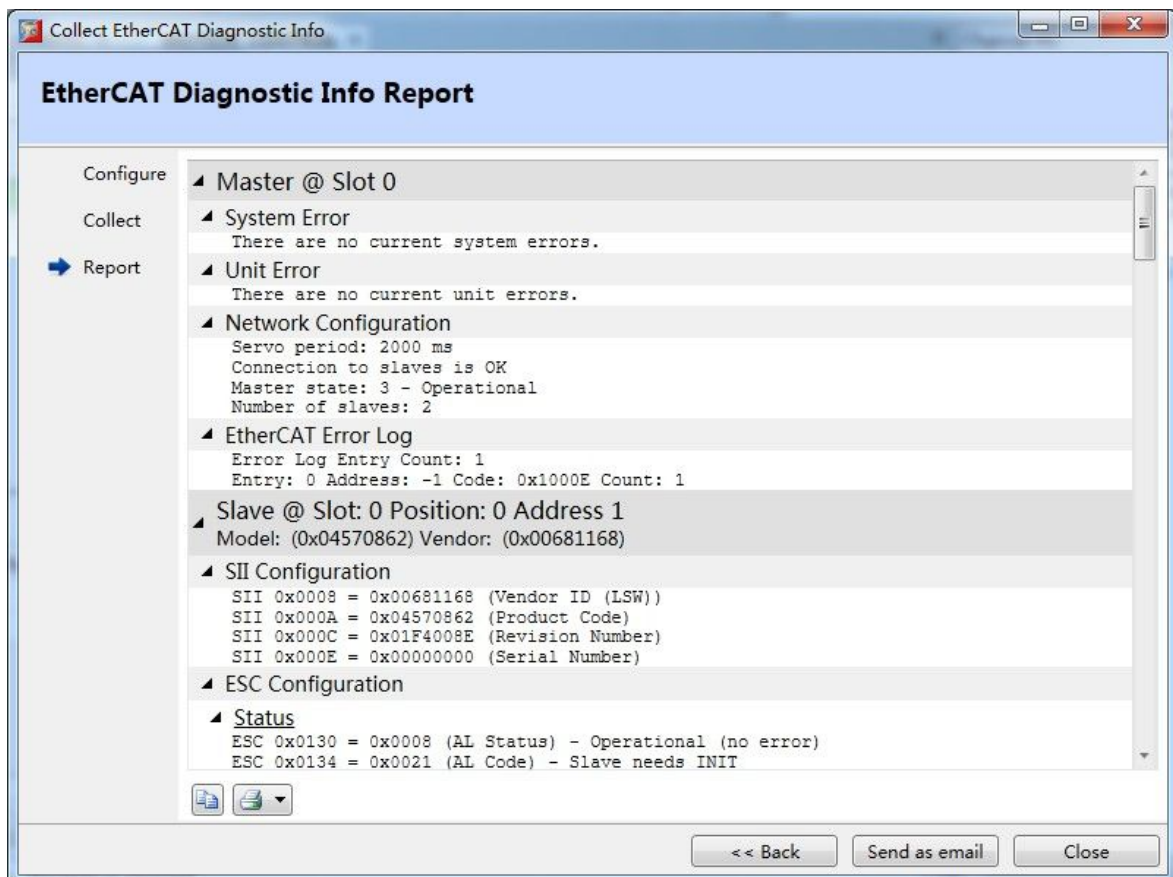 Collect EtherCAT Diagnostic Info
EtherCAT Diagnostic Info Report
Configure
Collect
Report
Master @ Slot 0
System Error
There are no current system errors.
Unit Error
There are no current unit errors.
Network Configuration
Servo period: 2000 ms
Connection to slaves is OK
Master state: 3 - Operational
Number of slaves: 2
EtherCAT Error Log
Error Log Entry Count: 1
Entry: 0 Address: -1 Code: 0x1000E Count: 1
Slave @ Slot: 0 Position: 0 Address 1
Model: (0x04570862) Vendor: (0x00681168)
SII Configuration
SII 0x0008 = 0x00681168 (Vendor ID (LSW))
SII 0x000A = 0x04570862 (Product Code)
SII 0x000C = 0x01F4008E (Revision Number)
SII 0x000E = 0x00000000 (Serial Number)
ESC Configuration
Status
ESC 0x0130 = 0x0008 (AL Status) - Operational (no error)
ESC 0x0134 = 0x0021 (AL Code) - Slave needs INIT
<< Back
Send as email
Close